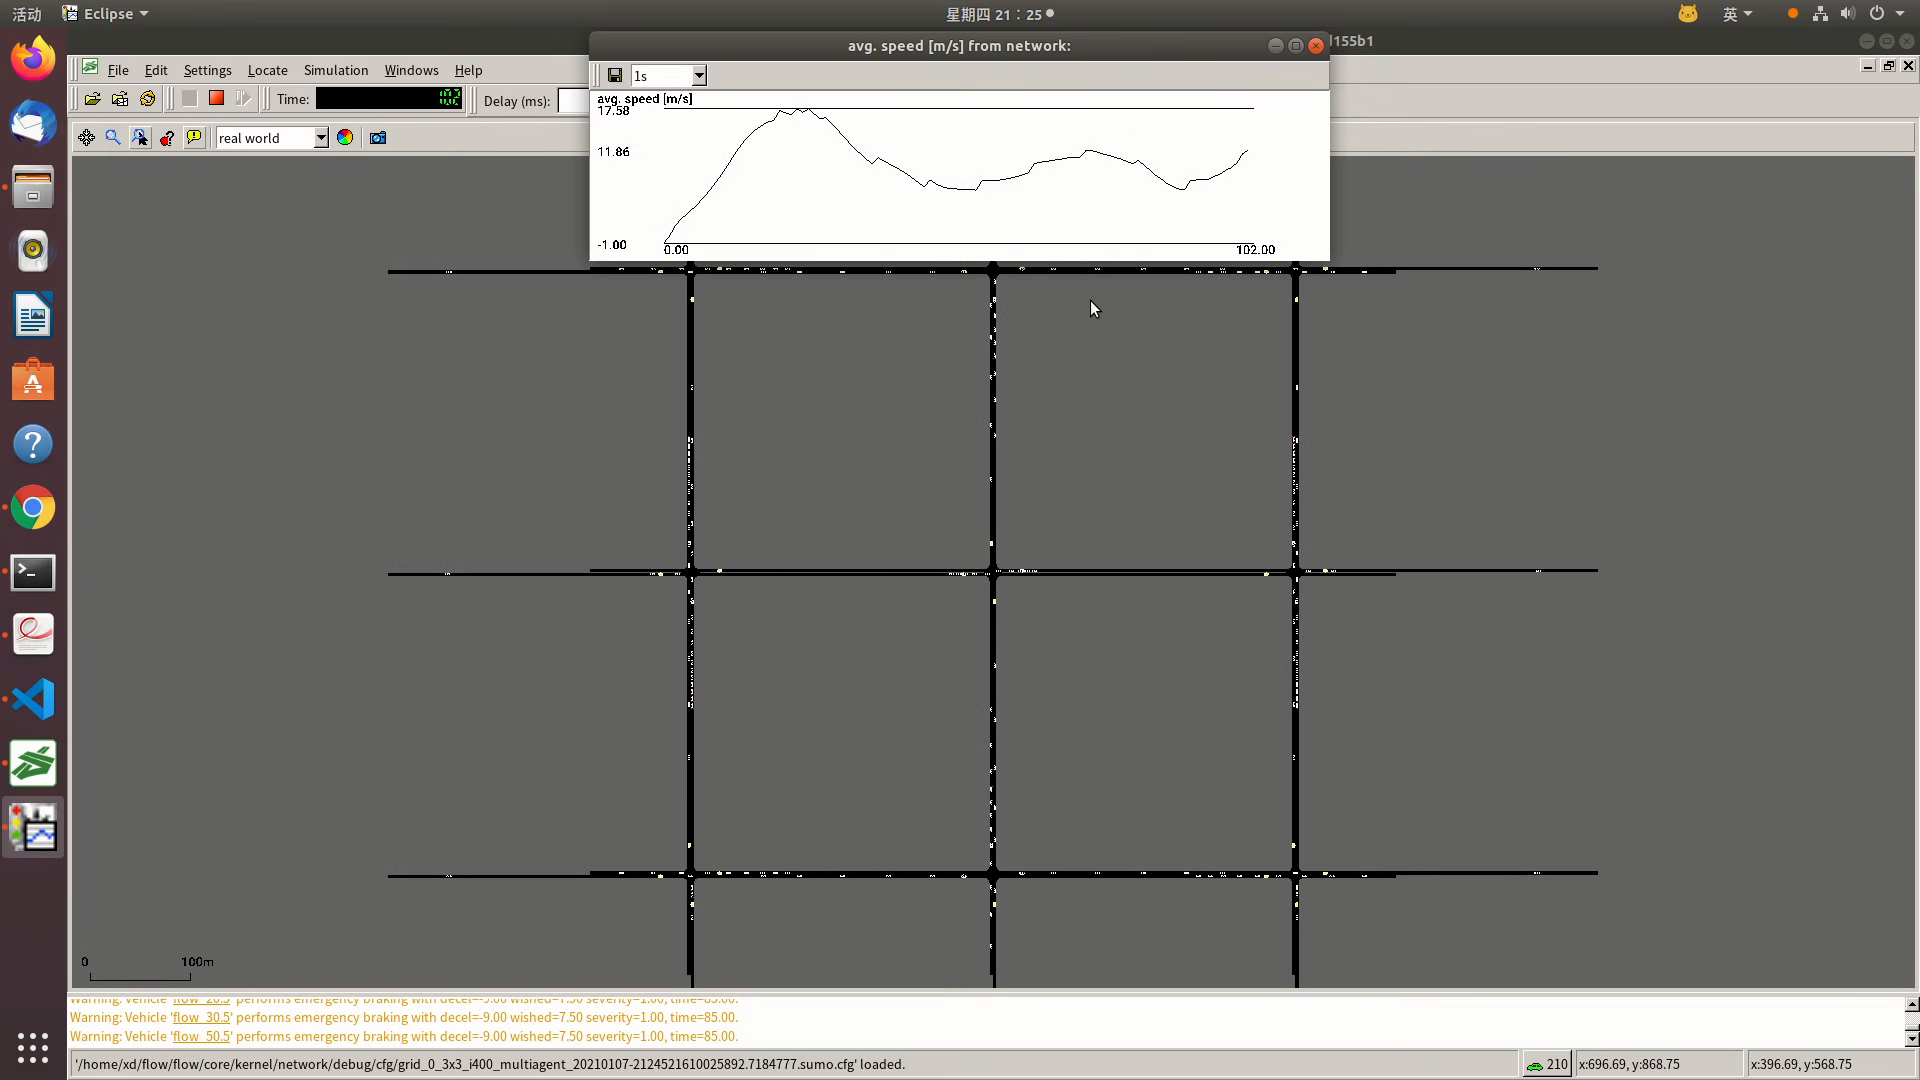 活动
Eclipse
星期四 21：25
英
avg. speed [m/s] from network:
l155b1
File Edit Settings Locate Simulation Windows Help
1s
Time: 102
Delay (ms):
real world
avg. speed [m/s]
17.58
11.86
-1.00
0.00
102.00
0
100m
Warning: Vehicle 'flow_20.5' performs emergency braking with decel=-9.00 wished=7.50 severity=1.00, time=85.00.
Warning: Vehicle 'flow_30.5' performs emergency braking with decel=-9.00 wished=7.50 severity=1.00, time=85.00.
Warning: Vehicle 'flow_50.5' performs emergency braking with decel=-9.00 wished=7.50 severity=1.00, time=85.00.
'/home/xd/flow/flow/core/kernel/network/debug/cfg/grid_0_3x3_i400_multiagent_20210107-2124521610025892.7184777.sumo.cfg' loaded.
210
x:696.69, y:868.75
x:396.69, y:568.75